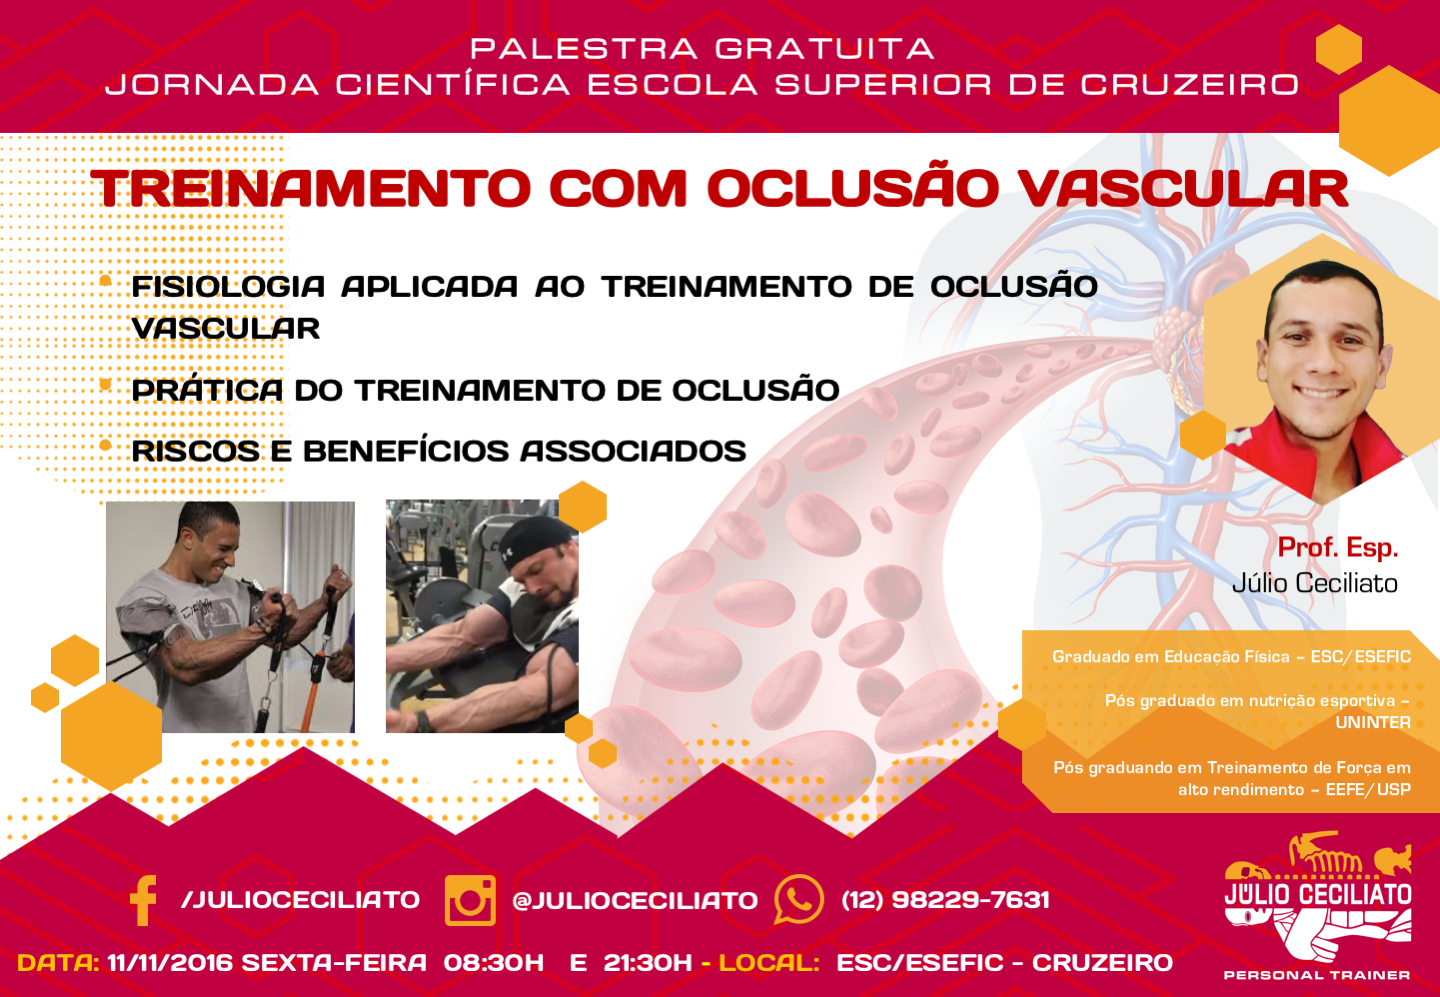 PALESTRA GRATUITA
JORNADA CIENTÍFICA ESCOLA SUPERIOR DE CRUZEIRO
TREINAMENTO COM OCLUSÃO VASCULAR
• FISIOLOGIA APLICADA AO TREINAMENTO DE OCLUSÃO
VASCULAR
• PRÁTICA DO TREINAMENTO DE OCLUSÃO
• RISCOS E BENEFÍCIOS ASSOCIADOS
Prof. Esp.
Júlio Ceciliato
Graduado em Educação Física – ESC/ESEFIC
Pós graduado em nutrição esportiva –
UNINTER
Pós graduando em Treinamento de Força em
alto rendimento – EEFE/USP
/JULIOCECILIATO
@JULIOCECILIATO
(12) 98229-7631
DATA: 11/11/2016 SEXTA-FEIRA 08:30H E 21:30H - LOCAL: ESC/ESEFIC - CRUZEIRO
JÚLIO CECILIATO
PERSONAL TRAINER